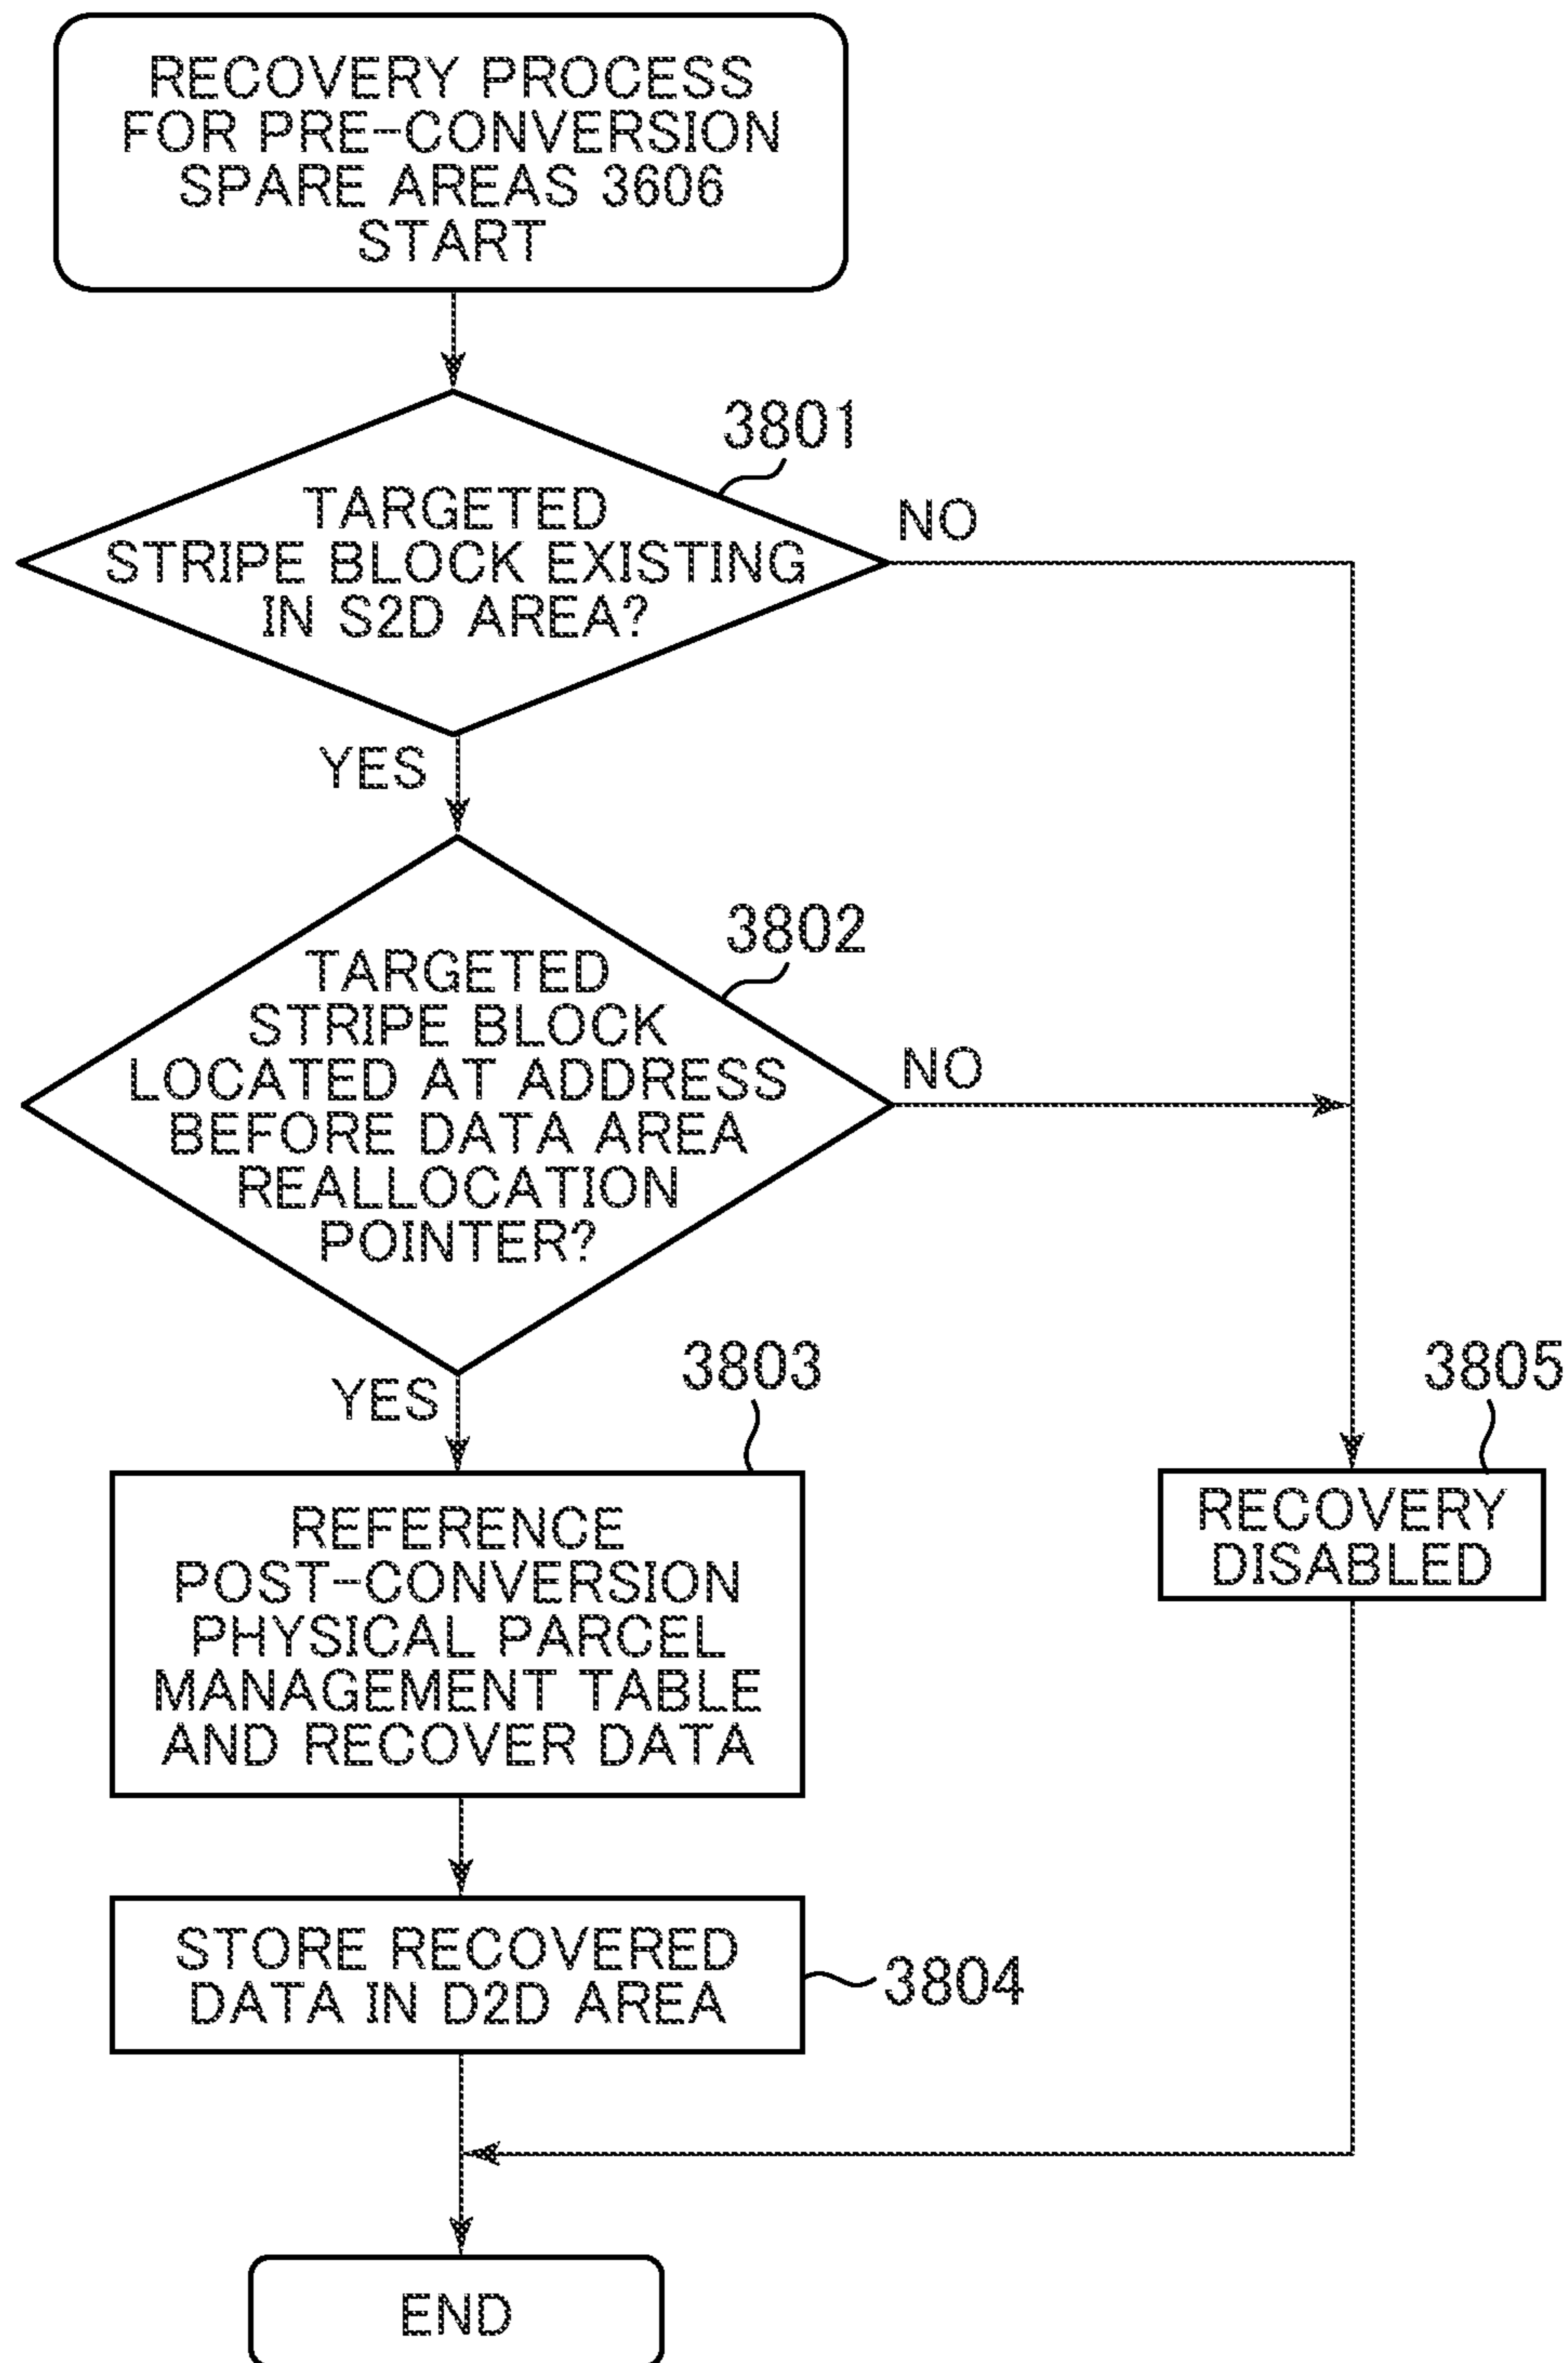 RECOVERY PROCESS
FOR PRE-CONVERSION
SPARE AREAS 3606
START
3801
TARGETED
STRIPE BLOCK EXISTING
IN S2D AREA?
NO
YES
3802
TARGETED
STRIPE BLOCK
LOCATED AT ADDRESS
BEFORE DATA AREA
REALLOCATION
POINTER?
NO
YES
3803
REFERENCE
POST-CONVERSION
PHYSICAL PARCEL
MANAGEMENT TABLE
AND RECOVER DATA
3805
RECOVERY
DISABLED
STORE RECOVERED
DATA IN D2D AREA
3804
END